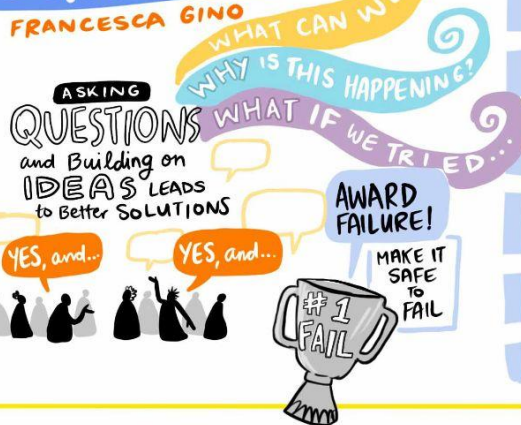 FRANCESCA GINO
WHAT CAN W
WHY IS THIS HAPPENING?
WHAT IF WE TRIED...
ASKING
QUESTIONS
and Building on
IDEAS LEADS
to Better SOLUTIONS
YES, and...
YES, and...
AWARD
FAILURE!
MAKE IT
SAFE
TO
FAIL
#1
FAIL